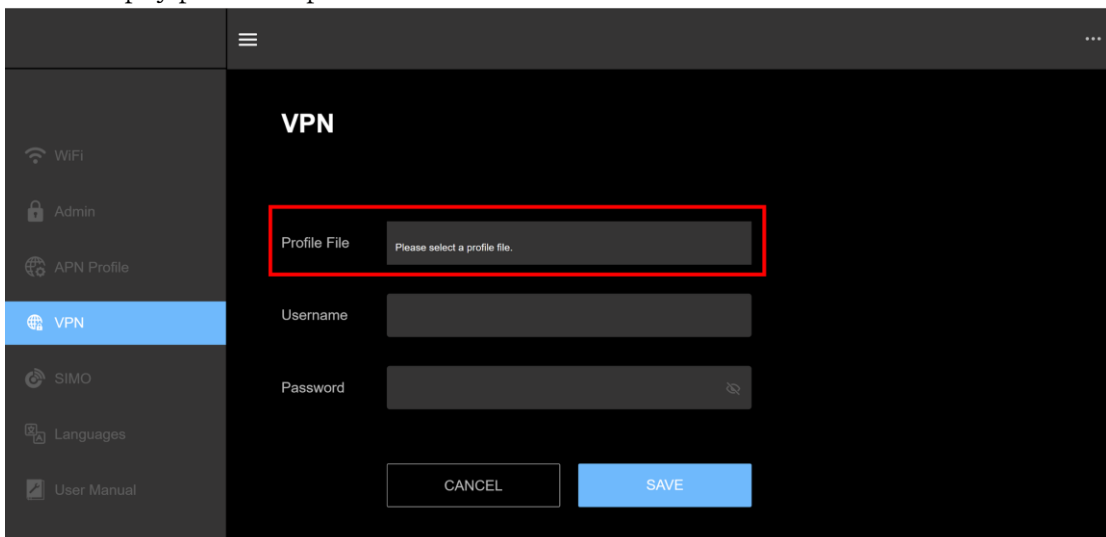 VPN
WiFi
Admin
Profile File
Please select a profile file.
APN Profile
Username
VPN
SIMO
Password
Languages
CANCEL
SAVE
User Manual